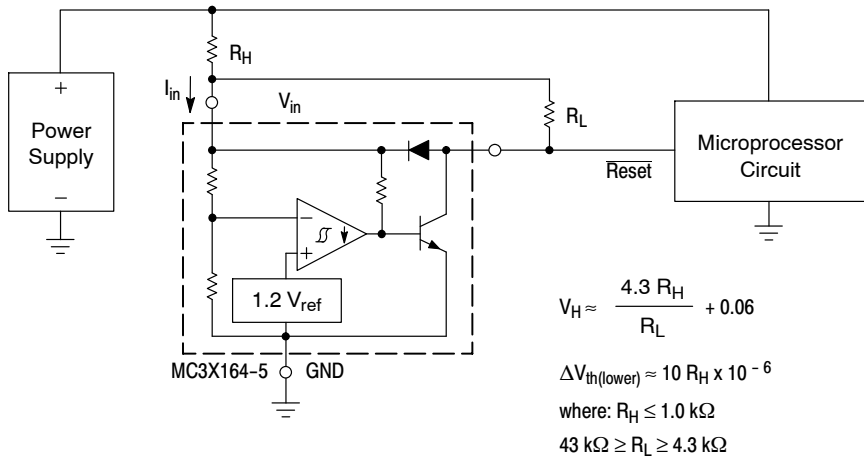 R_H
I_in
V_in
+
Power
Supply
−
R_L
Reset
Microprocessor
Circuit
−
+
1.2 V_ref
MC3X164−5
GND
V_H ≈ 4.3 R_H / R_L + 0.06
ΔV_th(lower) ≈ 10 R_H x 10^−6
where: R_H ≤ 1.0 kΩ
43 kΩ ≥ R_L ≥ 4.3 kΩ